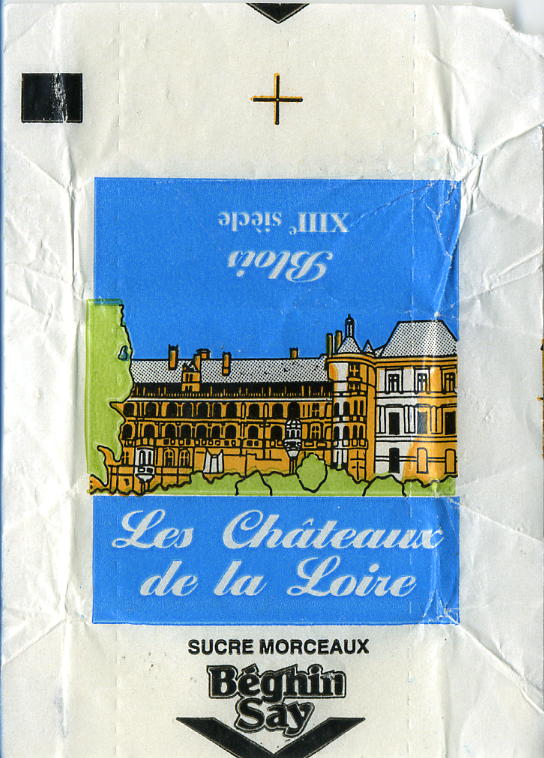 Blois
XIIIᵉ siècle
Les Châteaux
de la Loire
SUCRE MORCEAUX
Béghin
Say